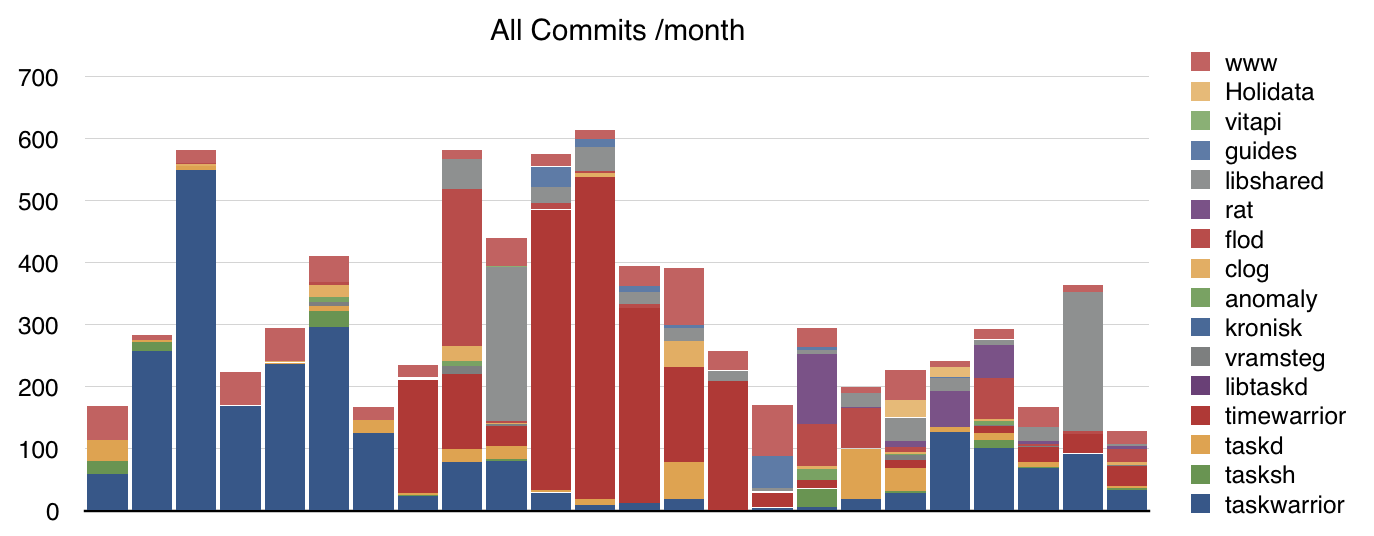 All Commits /month
700
600
500
400
300
200
100
0
www
Holidata
vitapi
guides
libshared
rat
flod
clog
anomaly
kronisk
vramsteg
libtaskd
timewarrior
taskd
tasksh
taskwarrior